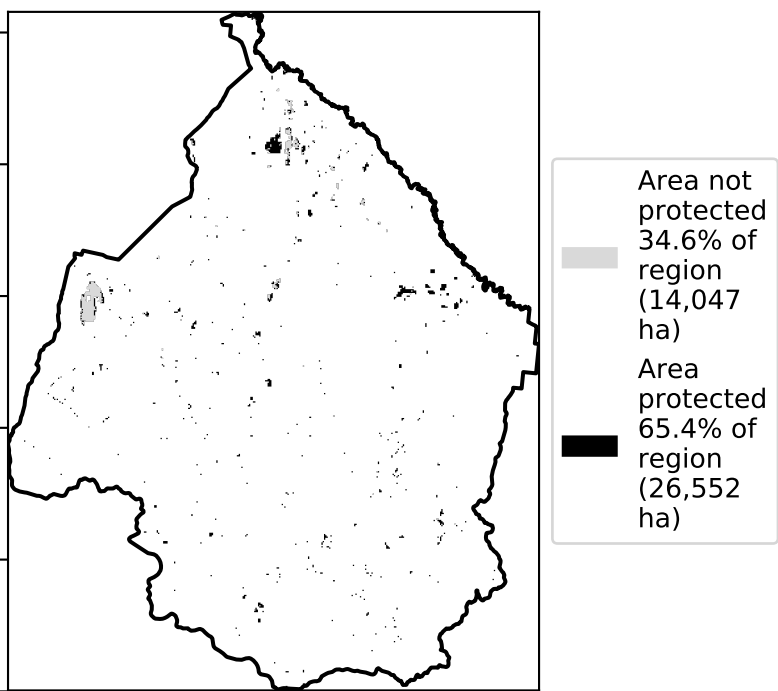 Area not
protected
34.6% of
region
(14,047
ha)
Area
protected
65.4% of
region
(26,552
ha)